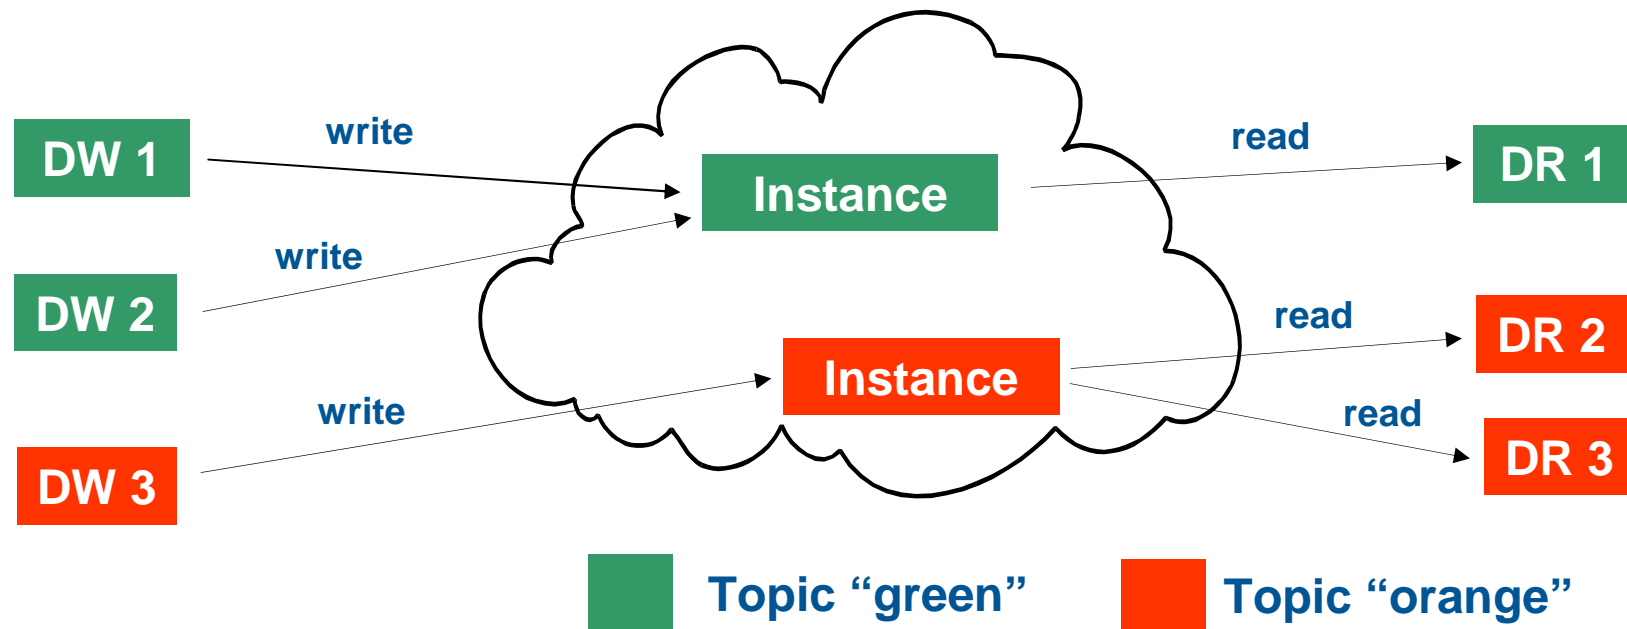 DW 1
write
Instance
read
DR 1
DW 2
write
DW 3
write
Instance
read
DR 2
read
DR 3
Topic “green”
Topic “orange”